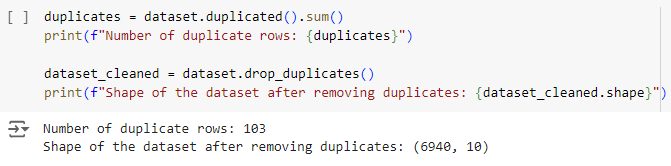 [ ] duplicates = dataset.duplicated().sum()
print(f"Number of duplicate rows: {duplicates}")
dataset_cleaned = dataset.drop_duplicates()
print(f"Shape of the dataset after removing duplicates: {dataset_cleaned.shape}")
Number of duplicate rows: 103
Shape of the dataset after removing duplicates: (6940, 10)